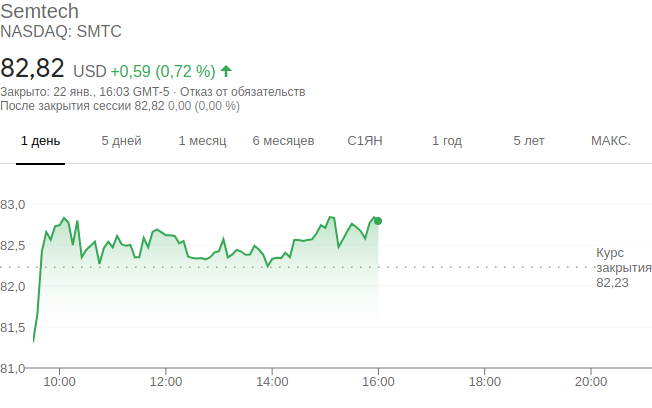 Semtech
NASDAQ: SMTC
82,82 USD +0,59 (0,72 %)
Закрыто: 22 янв., 16:03 GMT-5 · Отказ от обязательств
После закрытия сессии 82,82 0,00 (0,00 %)
1 день 5 дней 1 месяц 6 месяцев С1ЯН 1 год 5 лет МАКС.
83,0
82,5
Курс
закрытия
82,23
82,0
81,5
81,0
10:00 12:00 14:00 16:00 18:00 20:00